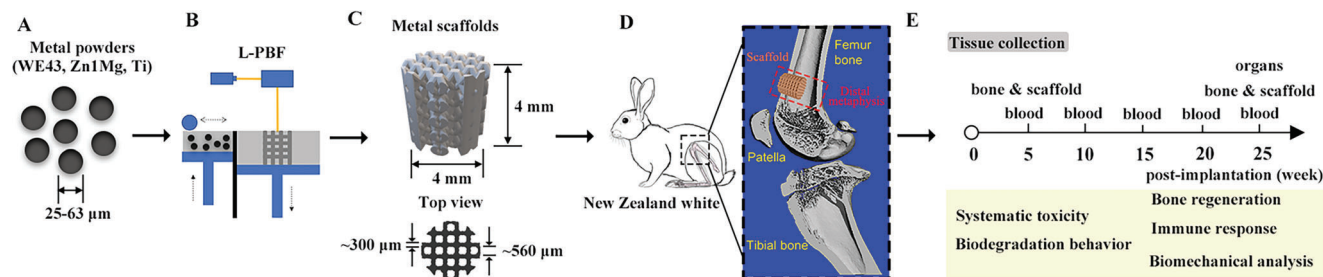 A
Metal powders
(WE43, Zn1Mg, Ti)
25-63 µm
B
L-PBF
C
Metal scaffolds
4 mm
4 mm
Top view
~300 µm
~560 µm
D
New Zealand white
Scaffold
Femur
bone
Distal
metaphysis
Patella
Tibial bone
E
Tissue collection
organs
bone & scaffold
bone & scaffold
blood blood blood blood blood
0 5 10 15 20 25
post-implantation (week)
Systematic toxicity
Biodegradation behavior
Bone regeneration
Immune response
Biomechanical analysis